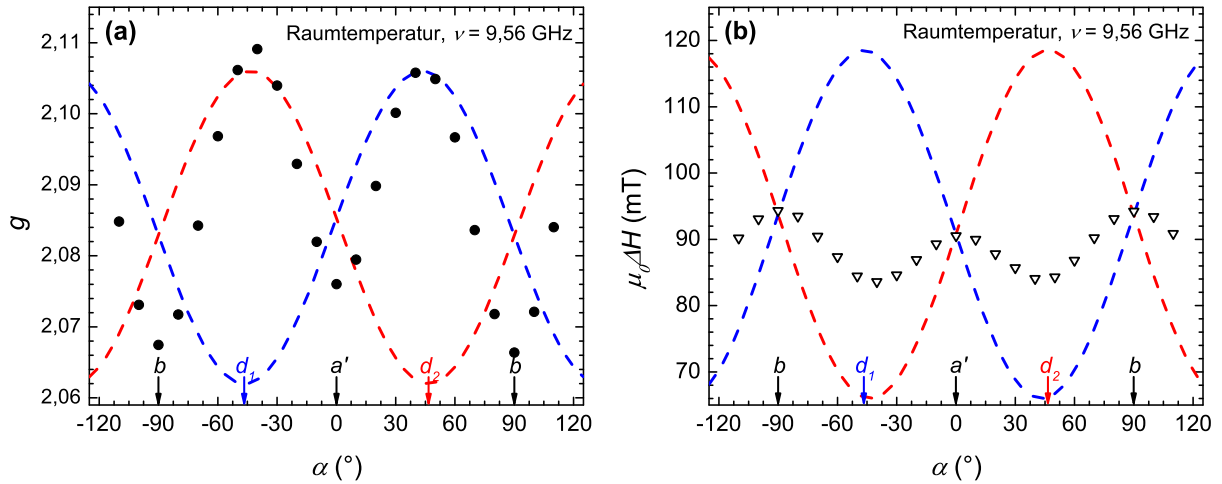 (a)
Raumtemperatur, ν = 9,56 GHz
2,11
2,10
2,09
2,08
2,07
2,06
g
b
d₁
a'
d₂
b
-120 -90 -60 -30 0 30 60 90 120
α (°)
(b)
Raumtemperatur, ν = 9,56 GHz
120
110
100
90
80
70
μ₀ΔH (mT)
b
d₁
a'
d₂
b
-120 -90 -60 -30 0 30 60 90 120
α (°)